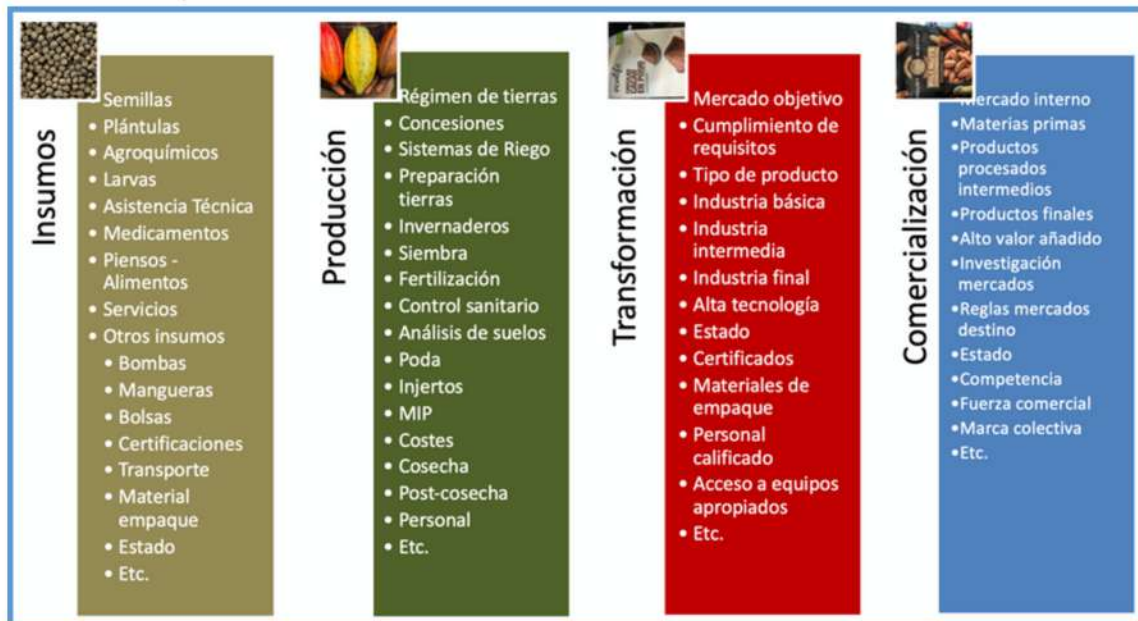 Insumos
• Semillas
• Plántulas
• Agroquímicos
• Larvas
• Asistencia Técnica
• Medicamentos
• Piensos -
Alimentos
• Servicios
• Otros insumos
• Bombas
• Mangueras
• Bolsas
• Certificaciones
• Transporte
• Material
empaque
• Estado
• Etc.
Producción
Régimen de tierras
• Concesiones
• Sistemas de Riego
• Preparación
tierras
• Invernaderos
• Siembra
• Fertilización
• Control sanitario
• Análisis de suelos
• Poda
• Injertos
• MIP
• Costes
• Cosecha
• Post-cosecha
• Personal
• Etc.
CACAO
EN POLVO
Transformación
Mercado objetivo
• Cumplimiento de
requisitos
• Tipo de producto
• Industria básica
• Industria
intermedia
• Industria final
• Alta tecnología
• Estado
• Certificados
• Materiales de
empaque
• Personal
calificado
• Acceso a equipos
apropiados
• Etc.
Comercialización
Mercado interno
•Materias primas
•Productos
procesados
intermedios
•Productos finales
•Alto valor añadido
•Investigación
mercados
•Reglas mercados
destino
•Estado
•Competencia
•Fuerza comercial
•Marca colectiva
•Etc.